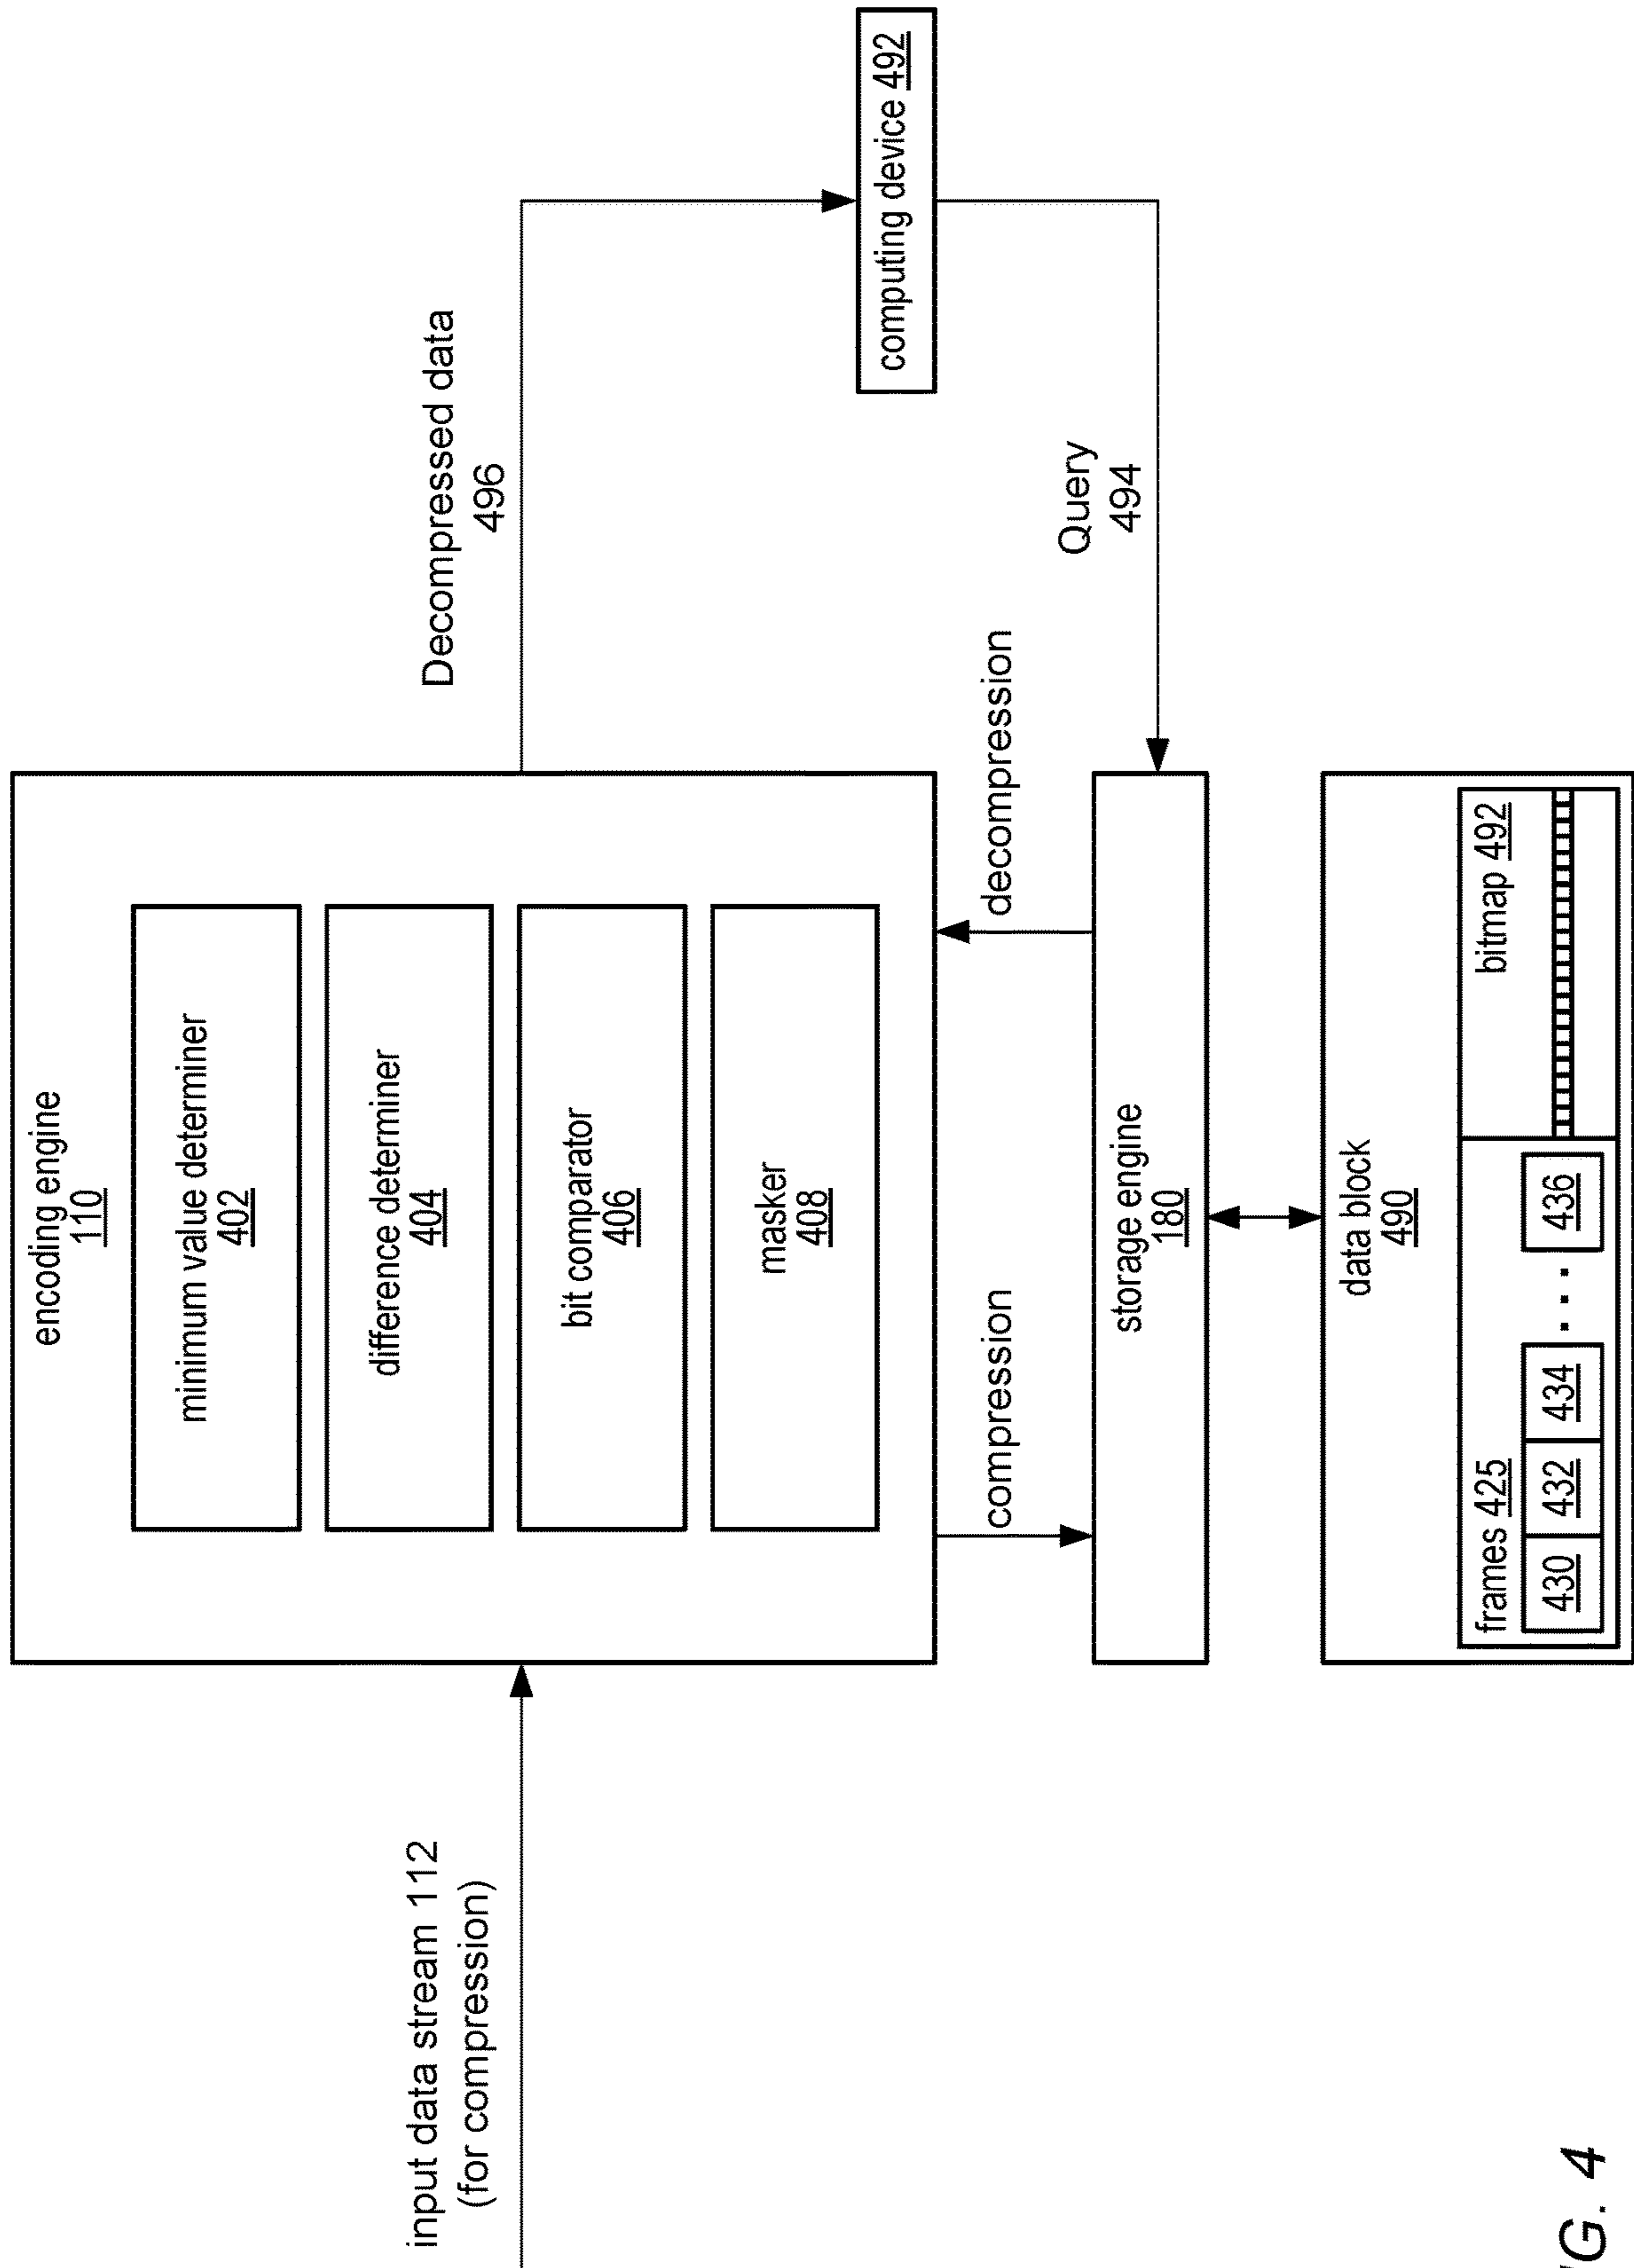 input data stream 112
(for compression)
encoding engine
110
minimum value determiner
402
difference determiner
404
bit comparator
406
masker
408
Decompressed data
496
computing device 492
Query
494
compression
decompression
storage engine
180
data block
490
frames 425
430 432 434 . . . 436
bitmap 492
IG. 4